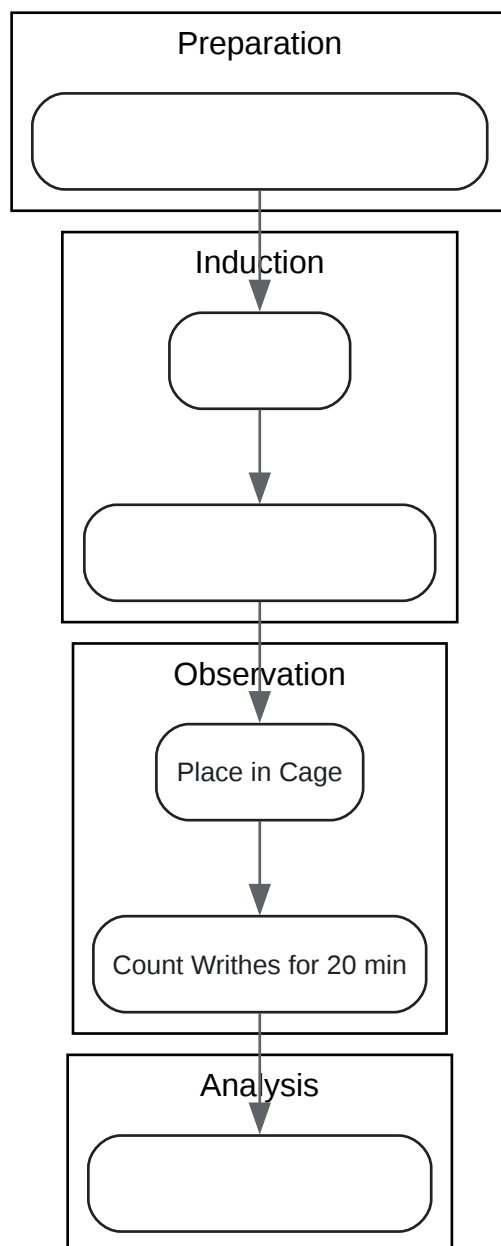 Preparation
Induction
Observation
Place in Cage
Count Writhes for 20 min
Analysis